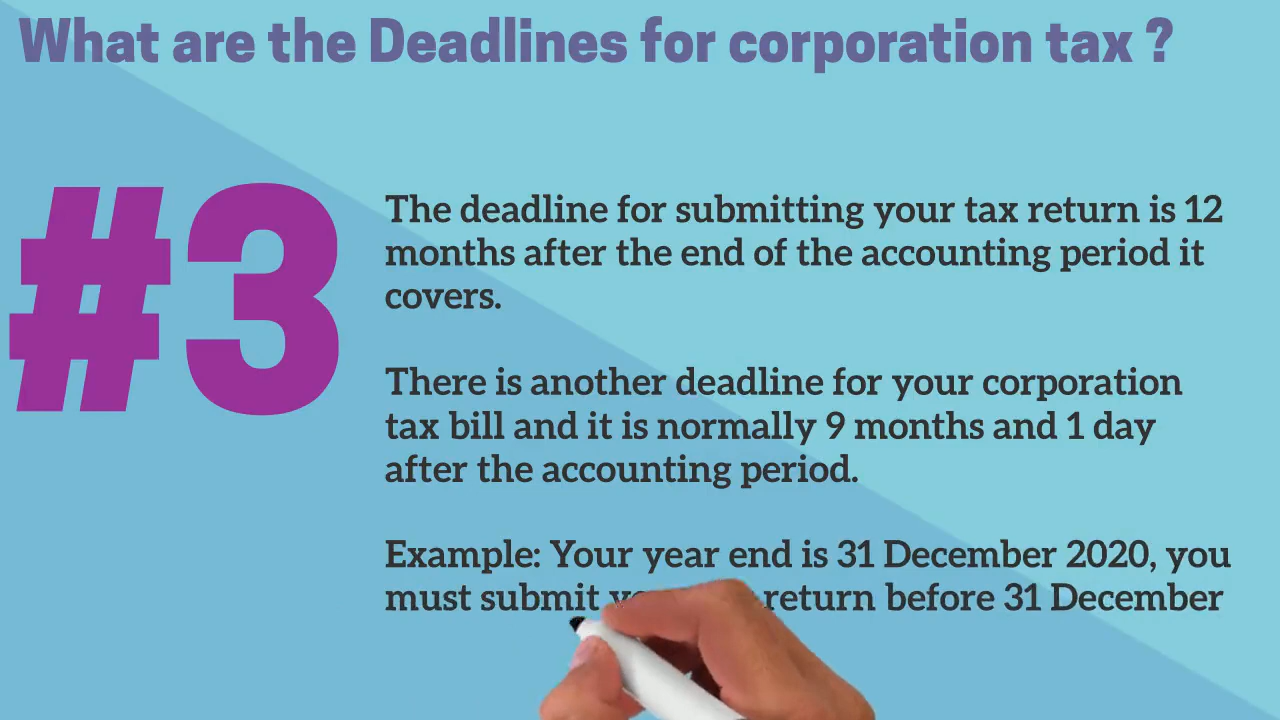 What are the Deadlines for corporation tax ?
#3
The deadline for submitting your tax return is 12
months after the end of the accounting period it
covers.
There is another deadline for your corporation
tax bill and it is normally 9 months and 1 day
after the accounting period.
Example: Your year end is 31 December 2020, you
must submit return before 31 December